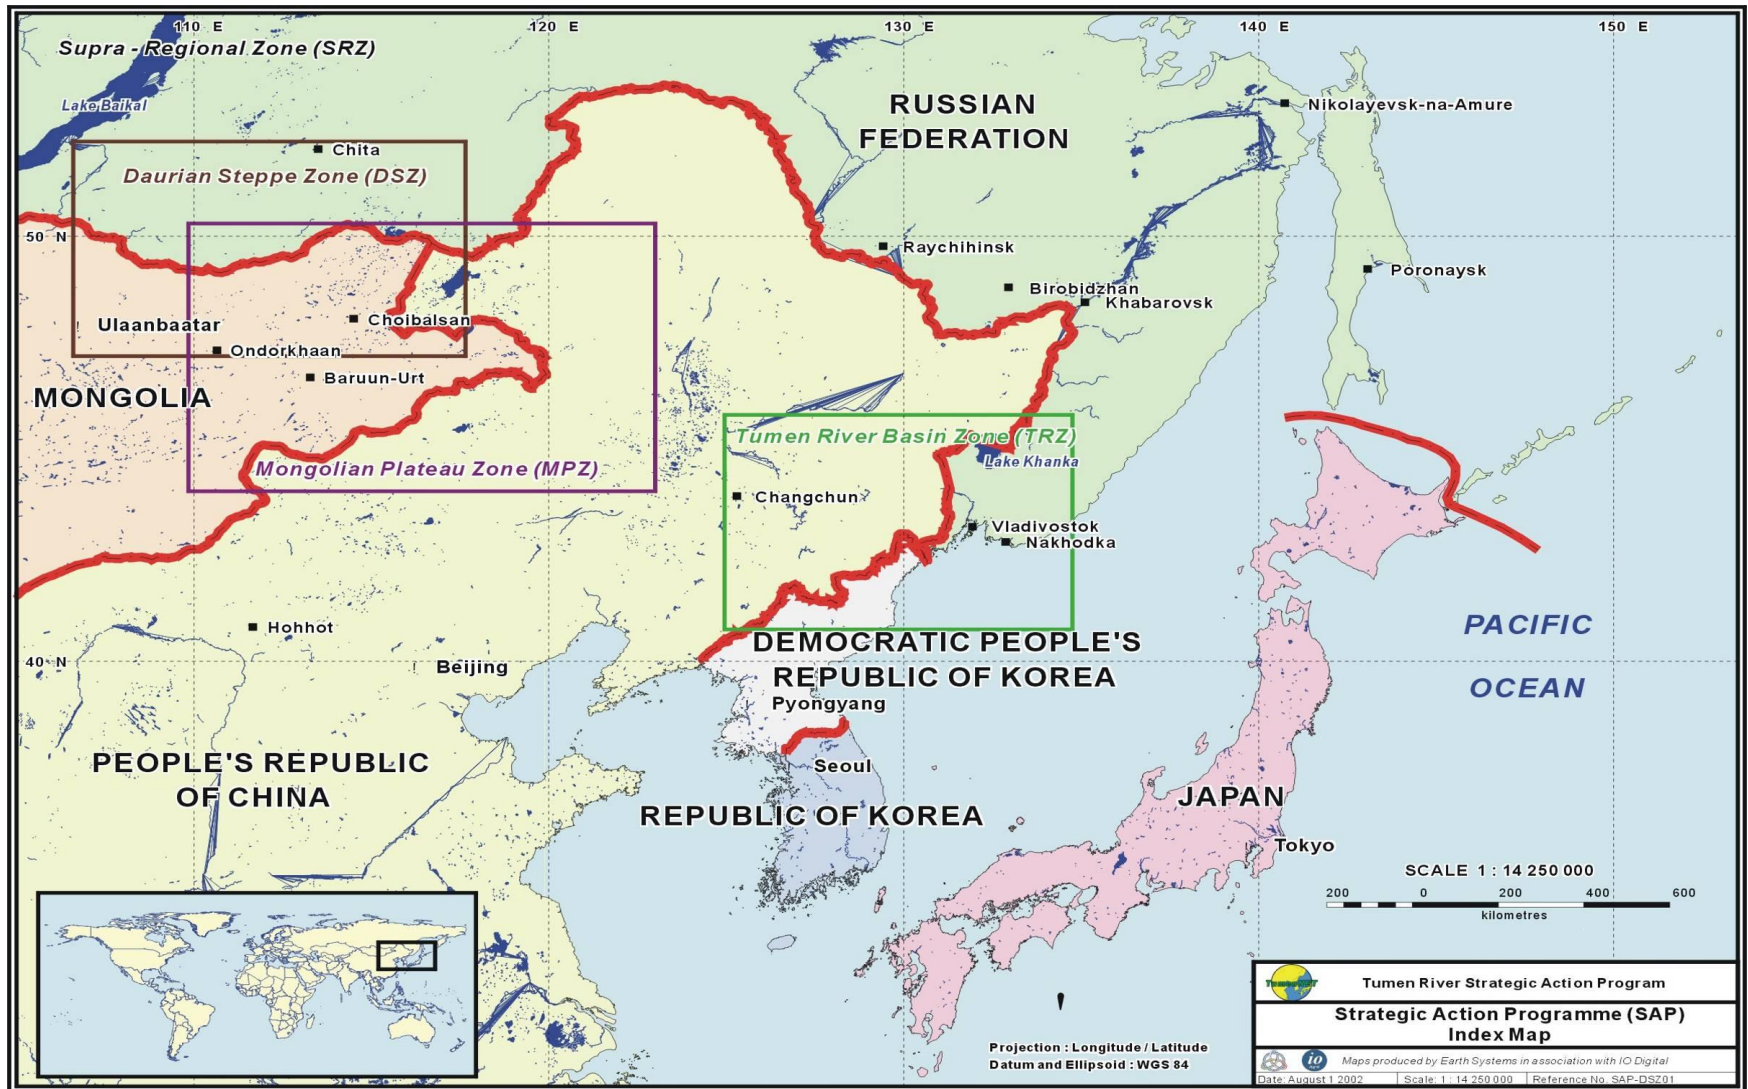 110 E
120 E
130 E
140 E
150 E
Supra - Regional Zone (SRZ)
Lake Baikal
RUSSIAN
FEDERATION
Nikolayevsk-na-Amure
Chita
Daurian Steppe Zone (DSZ)
50 N
Raychihinsk
Poronaysk
Birobidzhan
Khabarovsk
Ulaanbaatar
Choibalsan
Ondorkhaan
Baruun-Urt
MONGOLIA
Tumen River Basin Zone (TRZ)
Lake Khanka
Mongolian Plateau Zone (MPZ)
Changchun
Vladivostok
Nakhodka
Hohhot
PACIFIC
OCEAN
40 N
Beijing
DEMOCRATIC PEOPLE'S
REPUBLIC OF KOREA
Pyongyang
PEOPLE'S REPUBLIC
OF CHINA
Seoul
REPUBLIC OF KOREA
JAPAN
Tokyo
SCALE 1 : 14 250 000
200 0 200 400 600
kilometres
Projection : Longitude / Latitude
Datum and Ellipsoid : WGS 84
Tumen River Strategic Action Program
Strategic Action Programme (SAP)
Index Map
io
Maps produced by Earth Systems in association with IO Digital
Date: August 1 2002
Scale: 1 : 14 250 000
Reference No. SAP-DSZ01